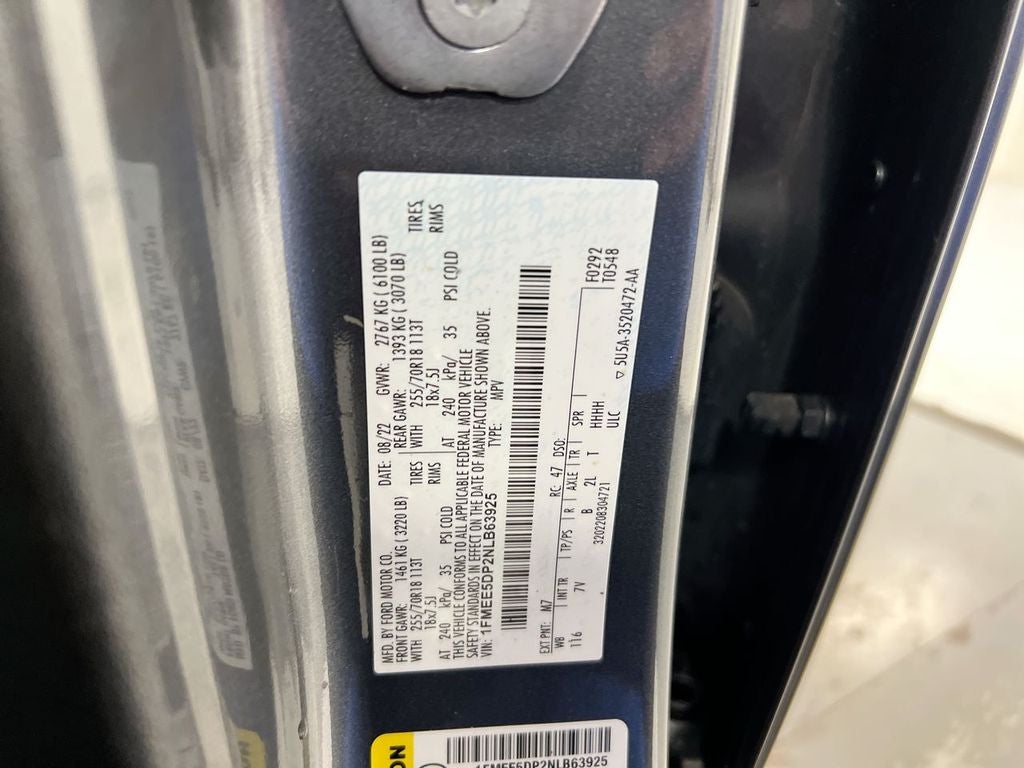 MFD. BY FORD MOTOR CO. DATE: 08/22 GVWR: 2767 KG ( 6100 LB)
FRONT GAWR: 1461 KG ( 3220 LB) REAR GAWR: 1393 KG ( 3070 LB)
WITH 255/70R18 113T TIRES WITH 255/70R18 113T TIRES
18x7.5J RIMS 18x7.5J RIMS
AT 240 kPa/ 35 PSI COLD AT 240 kPa/ 35 PSI COLD
THIS VEHICLE CONFORMS TO ALL APPLICABLE FEDERAL MOTOR VEHICLE
SAFETY STANDARDS IN EFFECT ON THE DATE OF MANUFACTURE SHOWN ABOVE.
VIN: 1FMEE5DP2NLB63925 TYPE: MPV
EXT PNT: M7 RC: 47 DSO: F0292
WB INT TR TP/PS R AXLE TR SPR T0548
116 7V B 2L T HHHH
3202208304721 ULC
▽ 5U5A-3520472-AA
1FMEE5DP2NLB63925